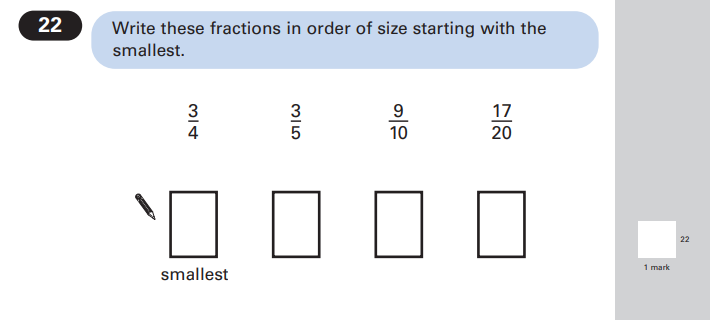 22
Write these fractions in order of size starting with the
smallest.
3 3 9 17
4 5 10 20
smallest
22
1 mark